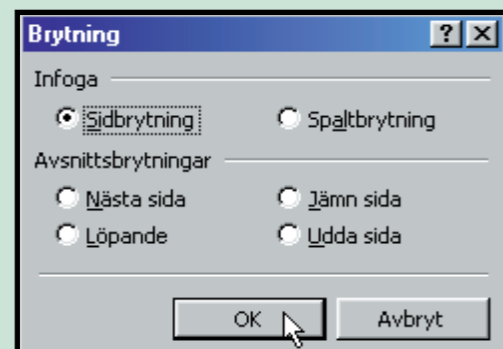 Brytning
Infoga
Sidbrytning Spaltbrytning
Avsnittsbrytningar
Nästa sida Jämn sida
Löpande Udda sida
OK Avbryt